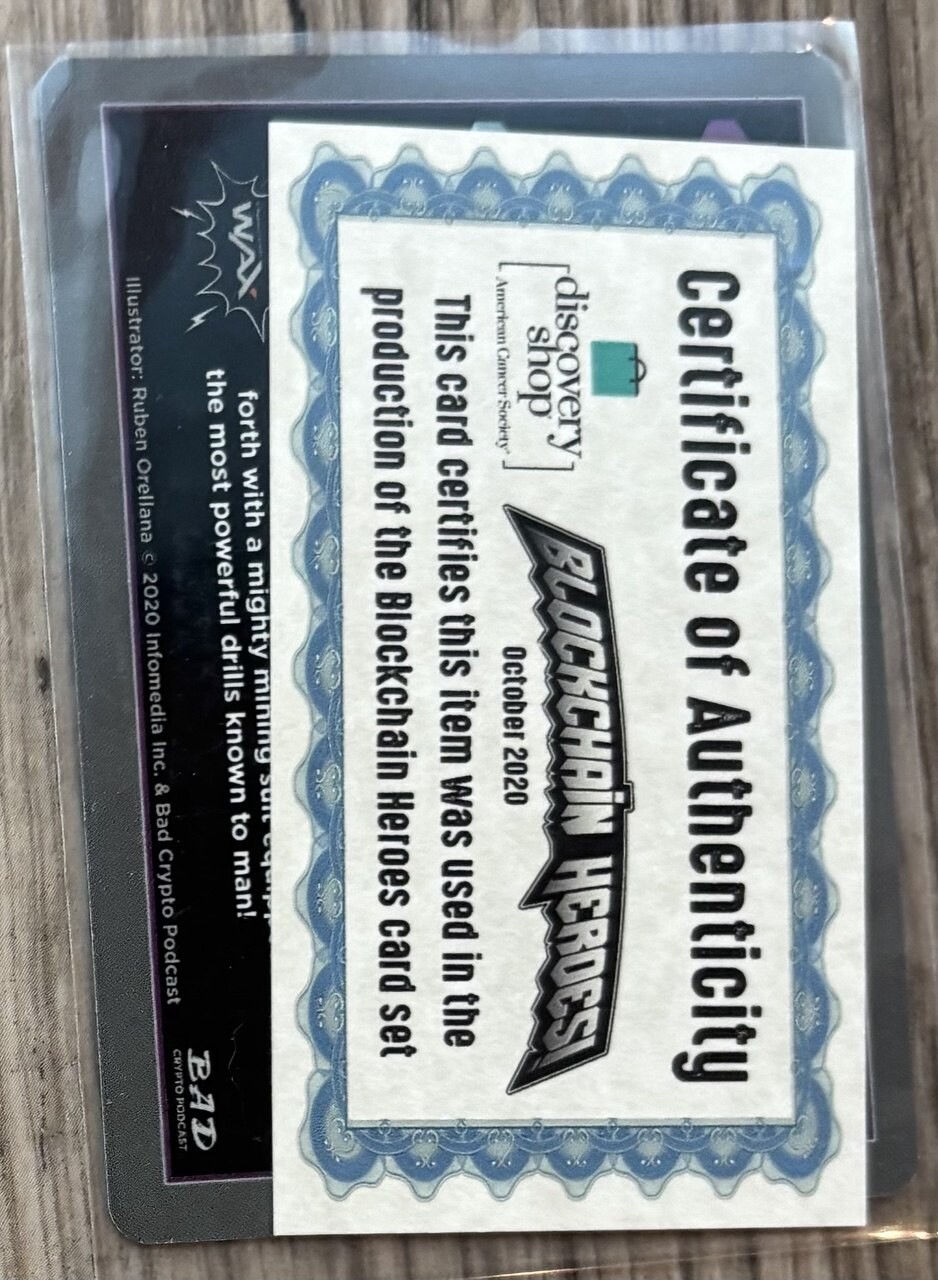 Certificate of Authenticity
discovery
shop
American Cancer Society
BLOCKCHAIN HEROES!
October 2020
This card certifies this item was used in the
production of the Blockchain Heroes card set
WAX
forth with a mighty mining suit
the most powerful drills known to man!
Illustrator: Ruben Orellana © 2020 Infomedia Inc. & Bad Crypto Podcast
BAD
CRYPTO PODCAST